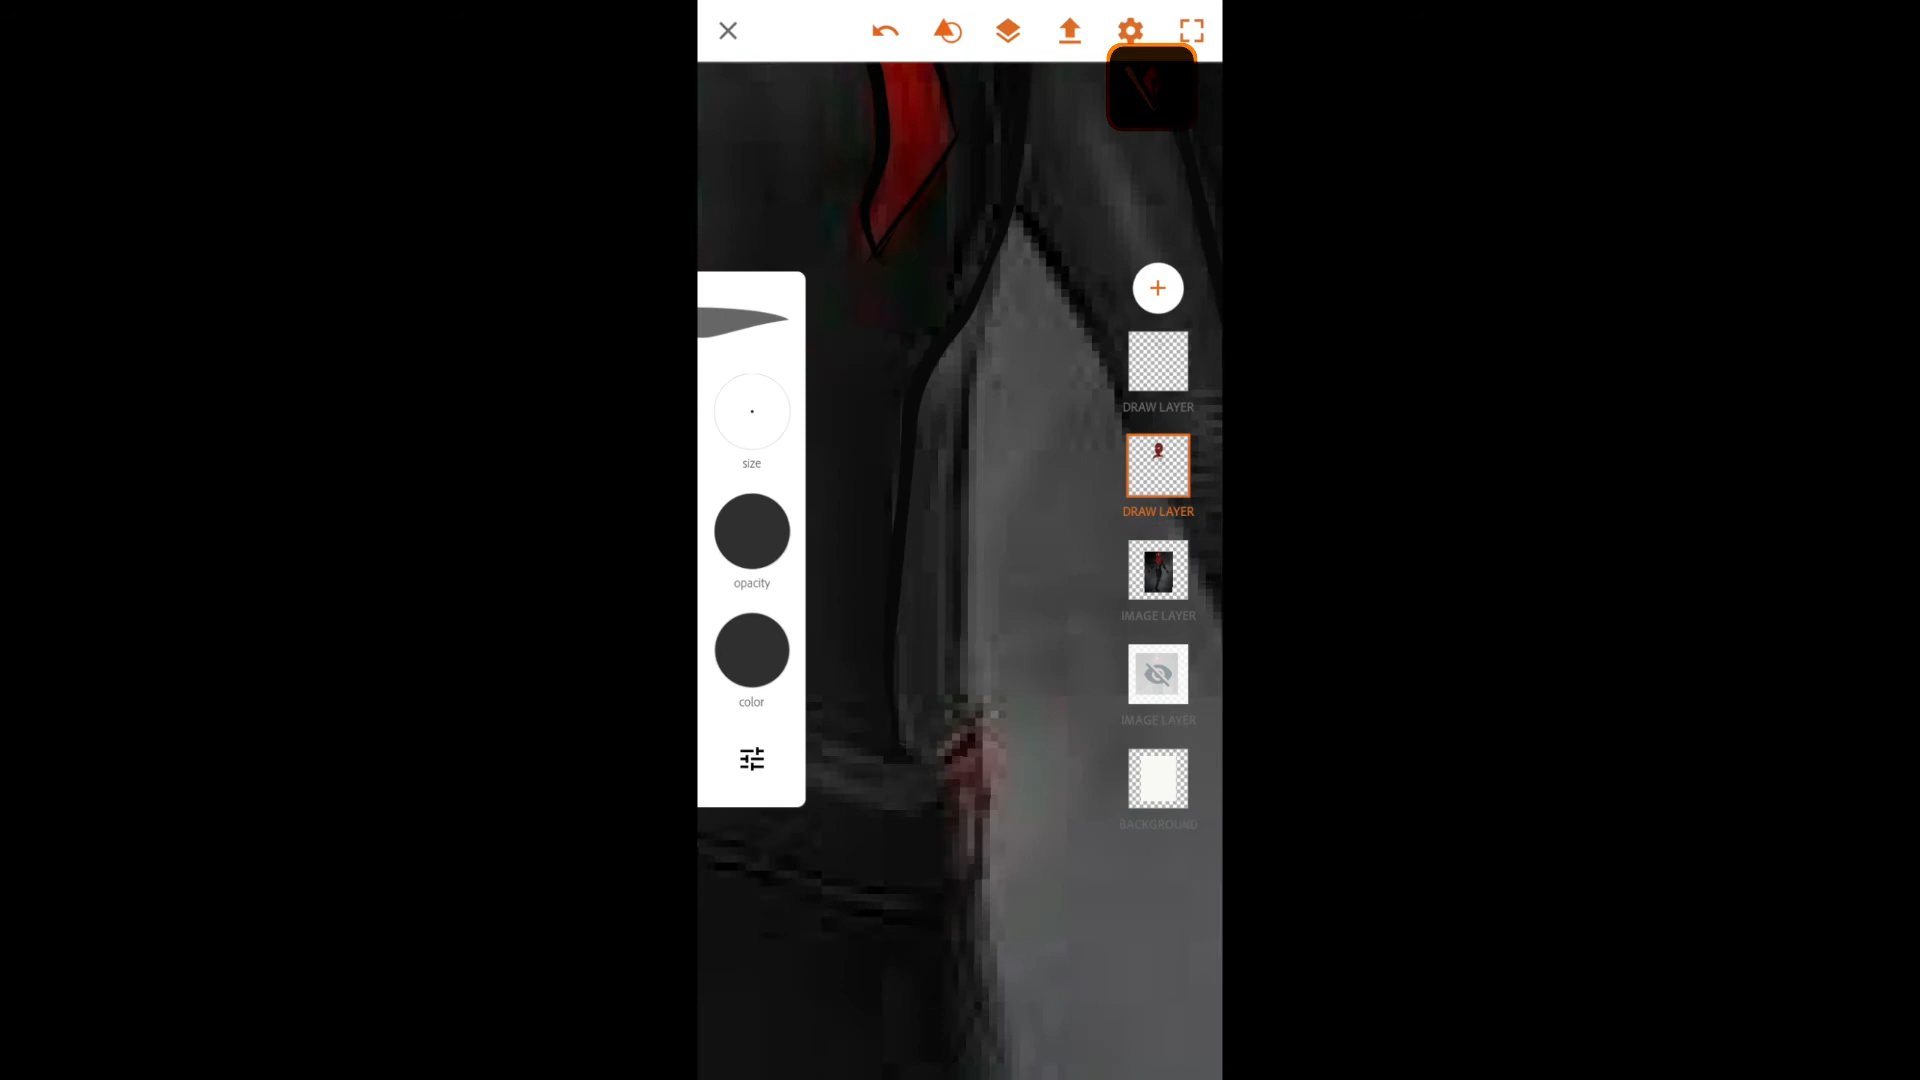 size
opacity
color
DRAW LAYER
DRAW LAYER
IMAGE LAYER
IMAGE LAYER
BACKGROUND